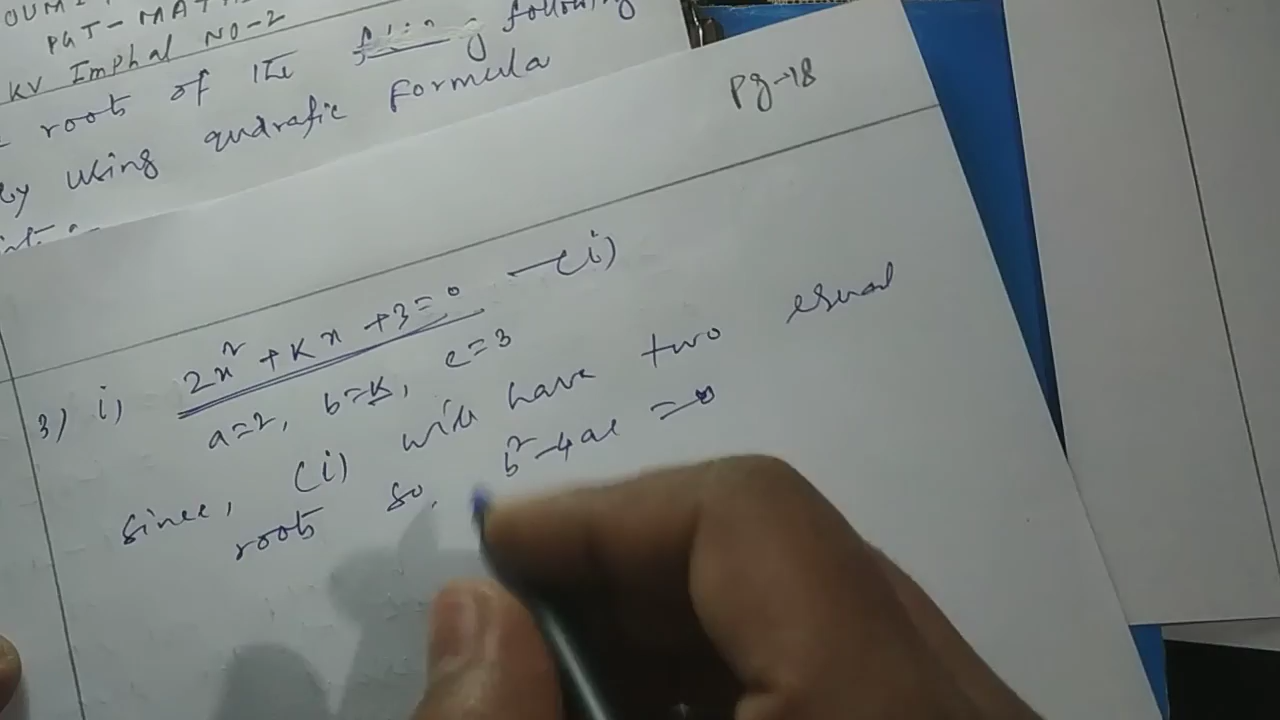 PGT-MAT
KV Imphal NO-2
roots of the following
by using qudrafic Formula
Pg-18
3) i) 2x² + Kx + 3 = 0 —(i)
a=2, b=K, c=3
since, (i) will have two equal
roots so, b²-4ac = 0